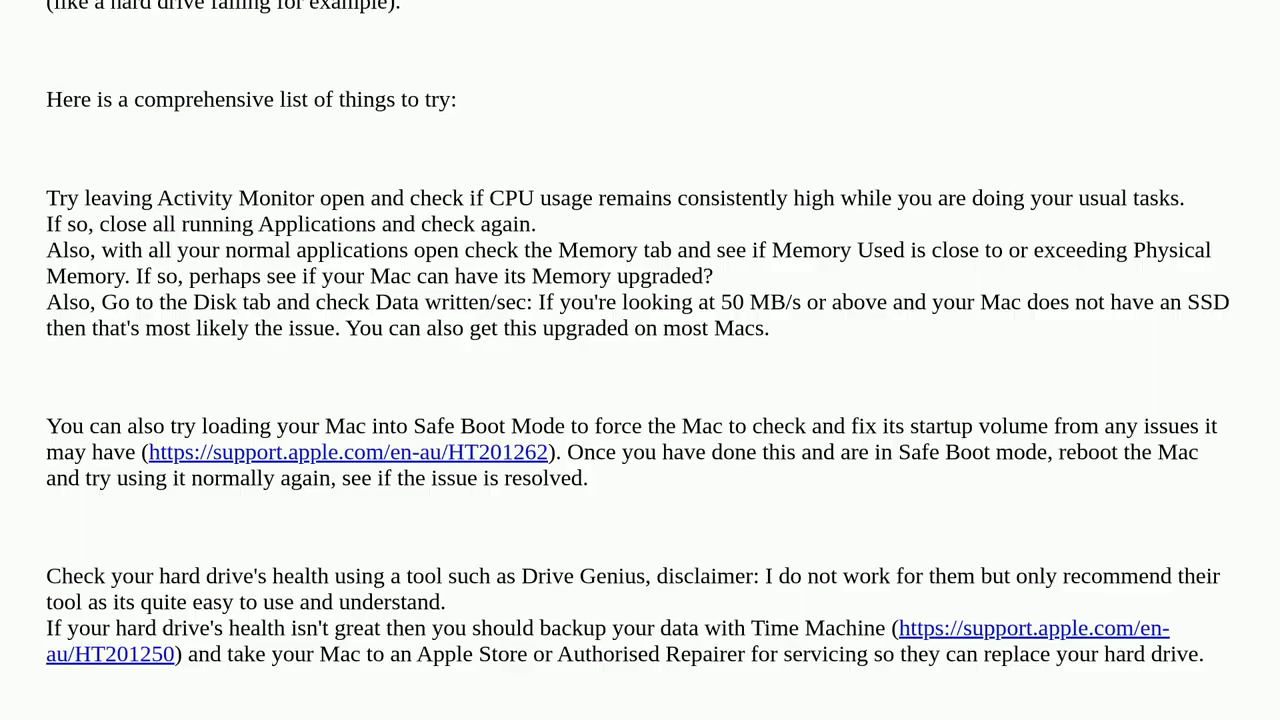 (like a hard drive failing for example).
Here is a comprehensive list of things to try:
Try leaving Activity Monitor open and check if CPU usage remains consistently high while you are doing your usual tasks.
If so, close all running Applications and check again.
Also, with all your normal applications open check the Memory tab and see if Memory Used is close to or exceeding Physical
Memory. If so, perhaps see if your Mac can have its Memory upgraded?
Also, Go to the Disk tab and check Data written/sec: If you're looking at 50 MB/s or above and your Mac does not have an SSD
then that's most likely the issue. You can also get this upgraded on most Macs.
You can also try loading your Mac into Safe Boot Mode to force the Mac to check and fix its startup volume from any issues it
may have (https://support.apple.com/en-au/HT201262). Once you have done this and are in Safe Boot mode, reboot the Mac
and try using it normally again, see if the issue is resolved.
Check your hard drive's health using a tool such as Drive Genius, disclaimer: I do not work for them but only recommend their
tool as its quite easy to use and understand.
If your hard drive's health isn't great then you should backup your data with Time Machine (https://support.apple.com/en-
au/HT201250) and take your Mac to an Apple Store or Authorised Repairer for servicing so they can replace your hard drive.